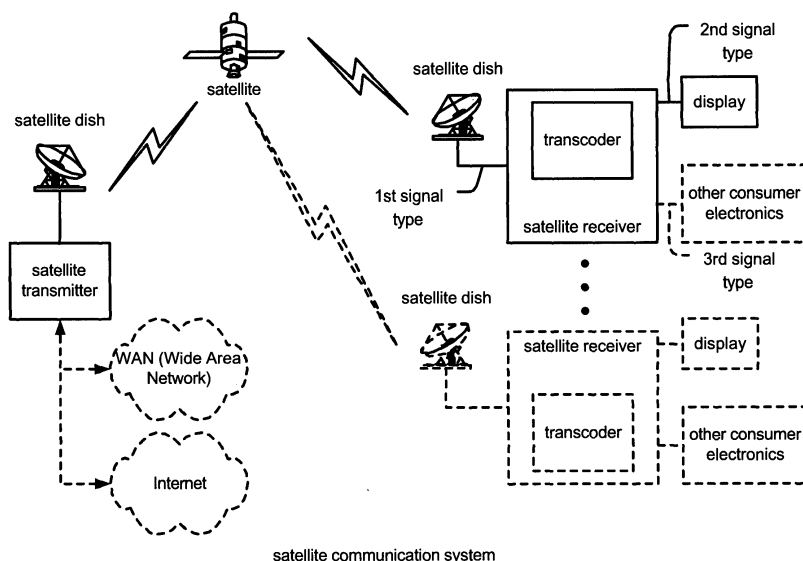 2nd signal
type
satellite dish
satellite
display
satellite dish
transcoder
1st signal
type
other consumer
electronics
satellite receiver
satellite
transmitter
3rd signal
type
satellite dish
satellite receiver
display
WAN (Wide Area
Network)
transcoder
other consumer
electronics
Internet
satellite communication system